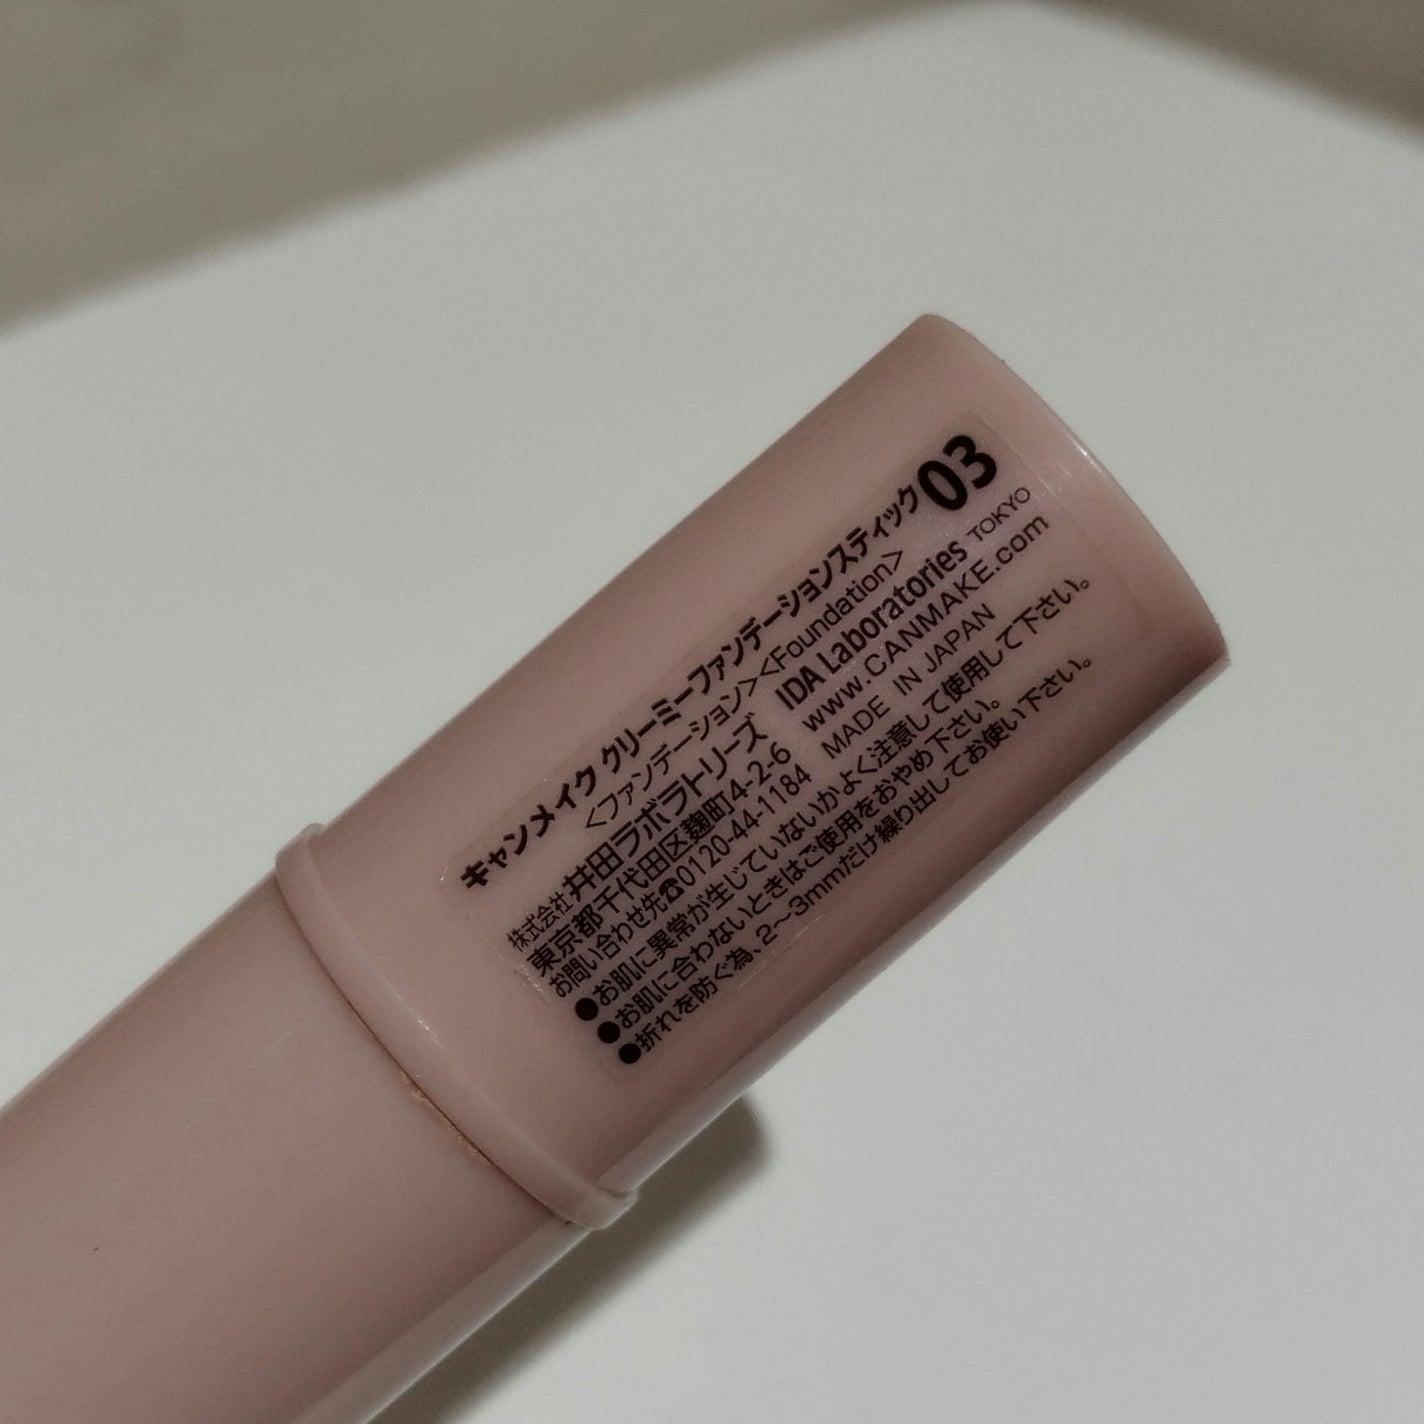 キャンメイク クリーミーファンデーションスティック 03
<ファンデーション><Foundation>
株式会社 井田ラボラトリーズ IDA Laboratories TOKYO
東京都千代田区麹町4-2-6 www.CANMAKE.com
お問い合わせ先☎0120-44-1184 MADE IN JAPAN
●お肌に異常が生じていないかよく注意して使用して下さい。
●お肌に合わないときはご使用をおやめ下さい。
●折れを防ぐ為、2〜3mmだけ繰り出してお使い下さい。